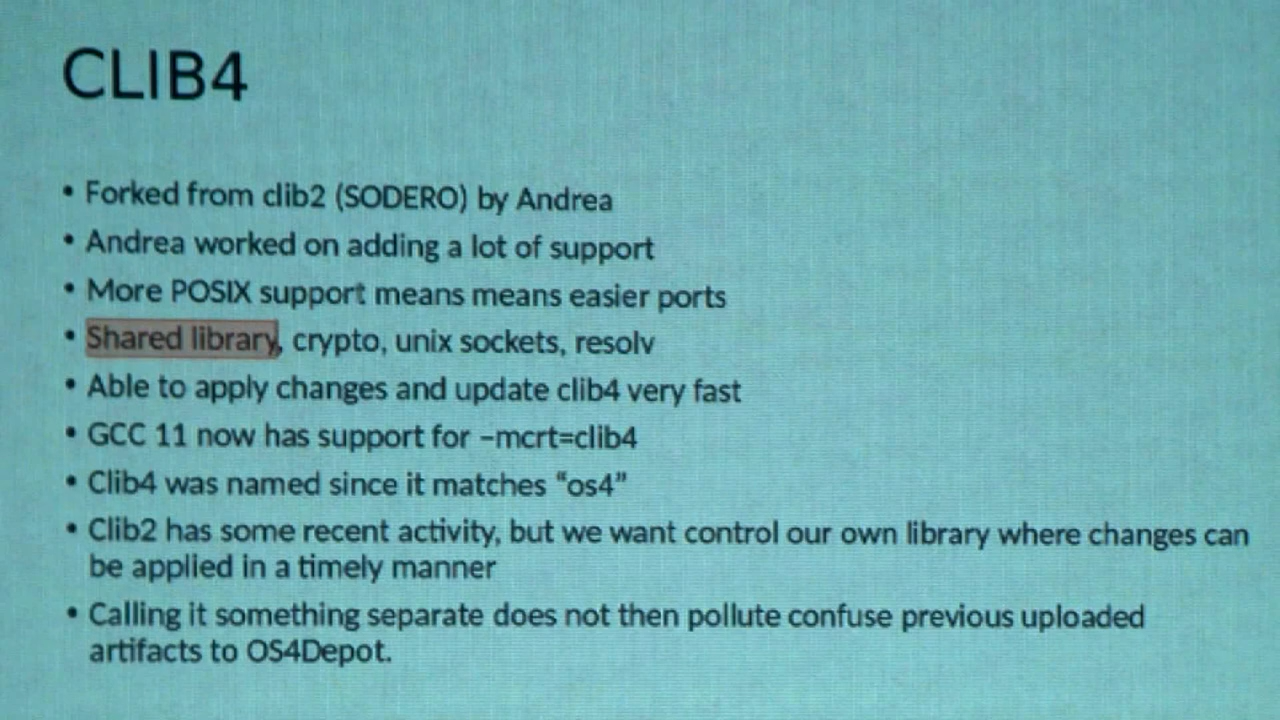 CLIB4
• Forked from clib2 (SODERO) by Andrea
• Andrea worked on adding a lot of support
• More POSIX support means means easier ports
• Shared library, crypto, unix sockets, resolv
• Able to apply changes and update clib4 very fast
• GCC 11 now has support for –mcrt=clib4
• Clib4 was named since it matches “os4”
• Clib2 has some recent activity, but we want control our own library where changes can
be applied in a timely manner
• Calling it something separate does not then pollute confuse previous uploaded
artifacts to OS4Depot.